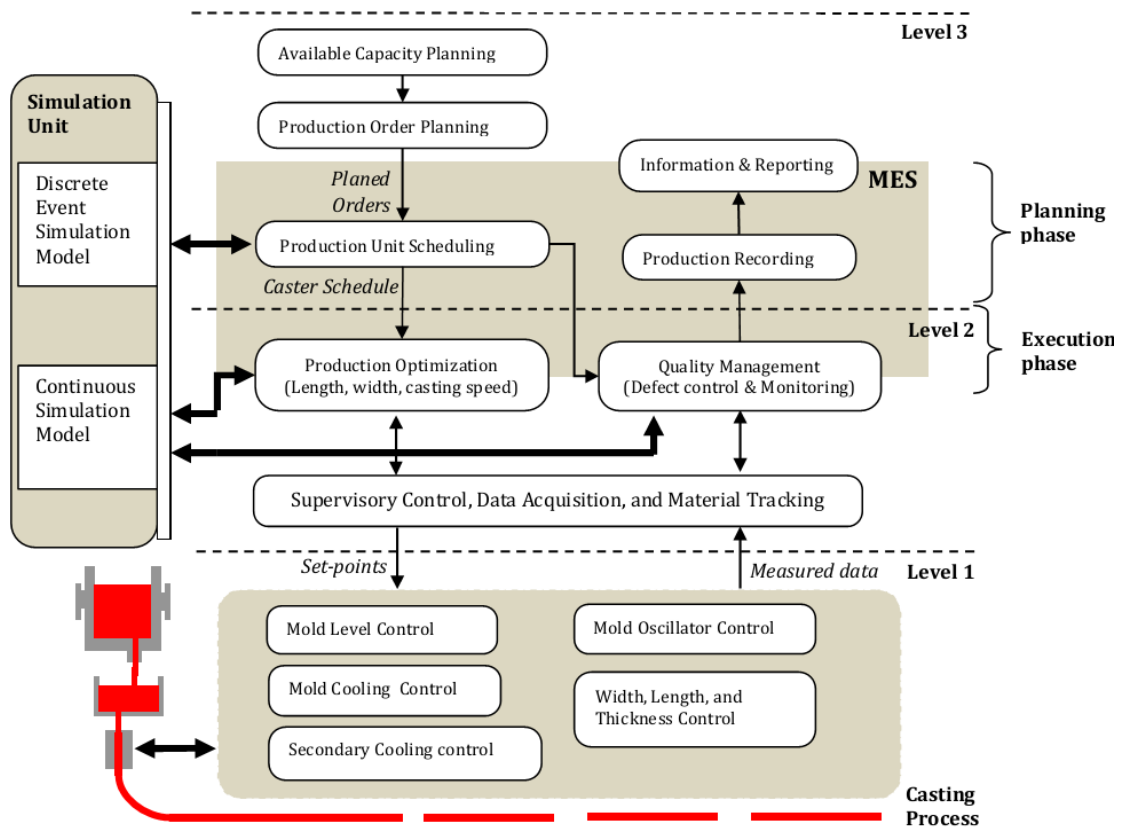 Level 3
Available Capacity Planning
Simulation
Unit
Production Order Planning
Information & Reporting
MES
Discrete
Event
Simulation
Model
Planed
Orders
Planning
phase
Production Unit Scheduling
Production Recording
Caster Schedule
Level 2
Execution
phase
Production Optimization
(Length, width, casting speed)
Quality Management
(Defect control & Monitoring)
Continuous
Simulation
Model
Supervisory Control, Data Acquisition, and Material Tracking
Set-points
Measured data
Level 1
Mold Level Control
Mold Oscillator Control
Mold Cooling Control
Width, Length, and
Thickness Control
Secondary Cooling control
Casting
Process